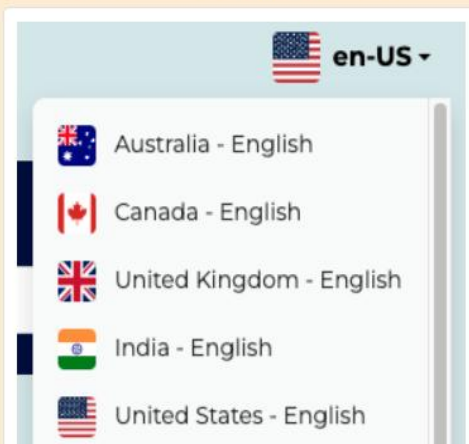 en-US
Australia - English
Canada - English
United Kingdom - English
India - English
United States - English